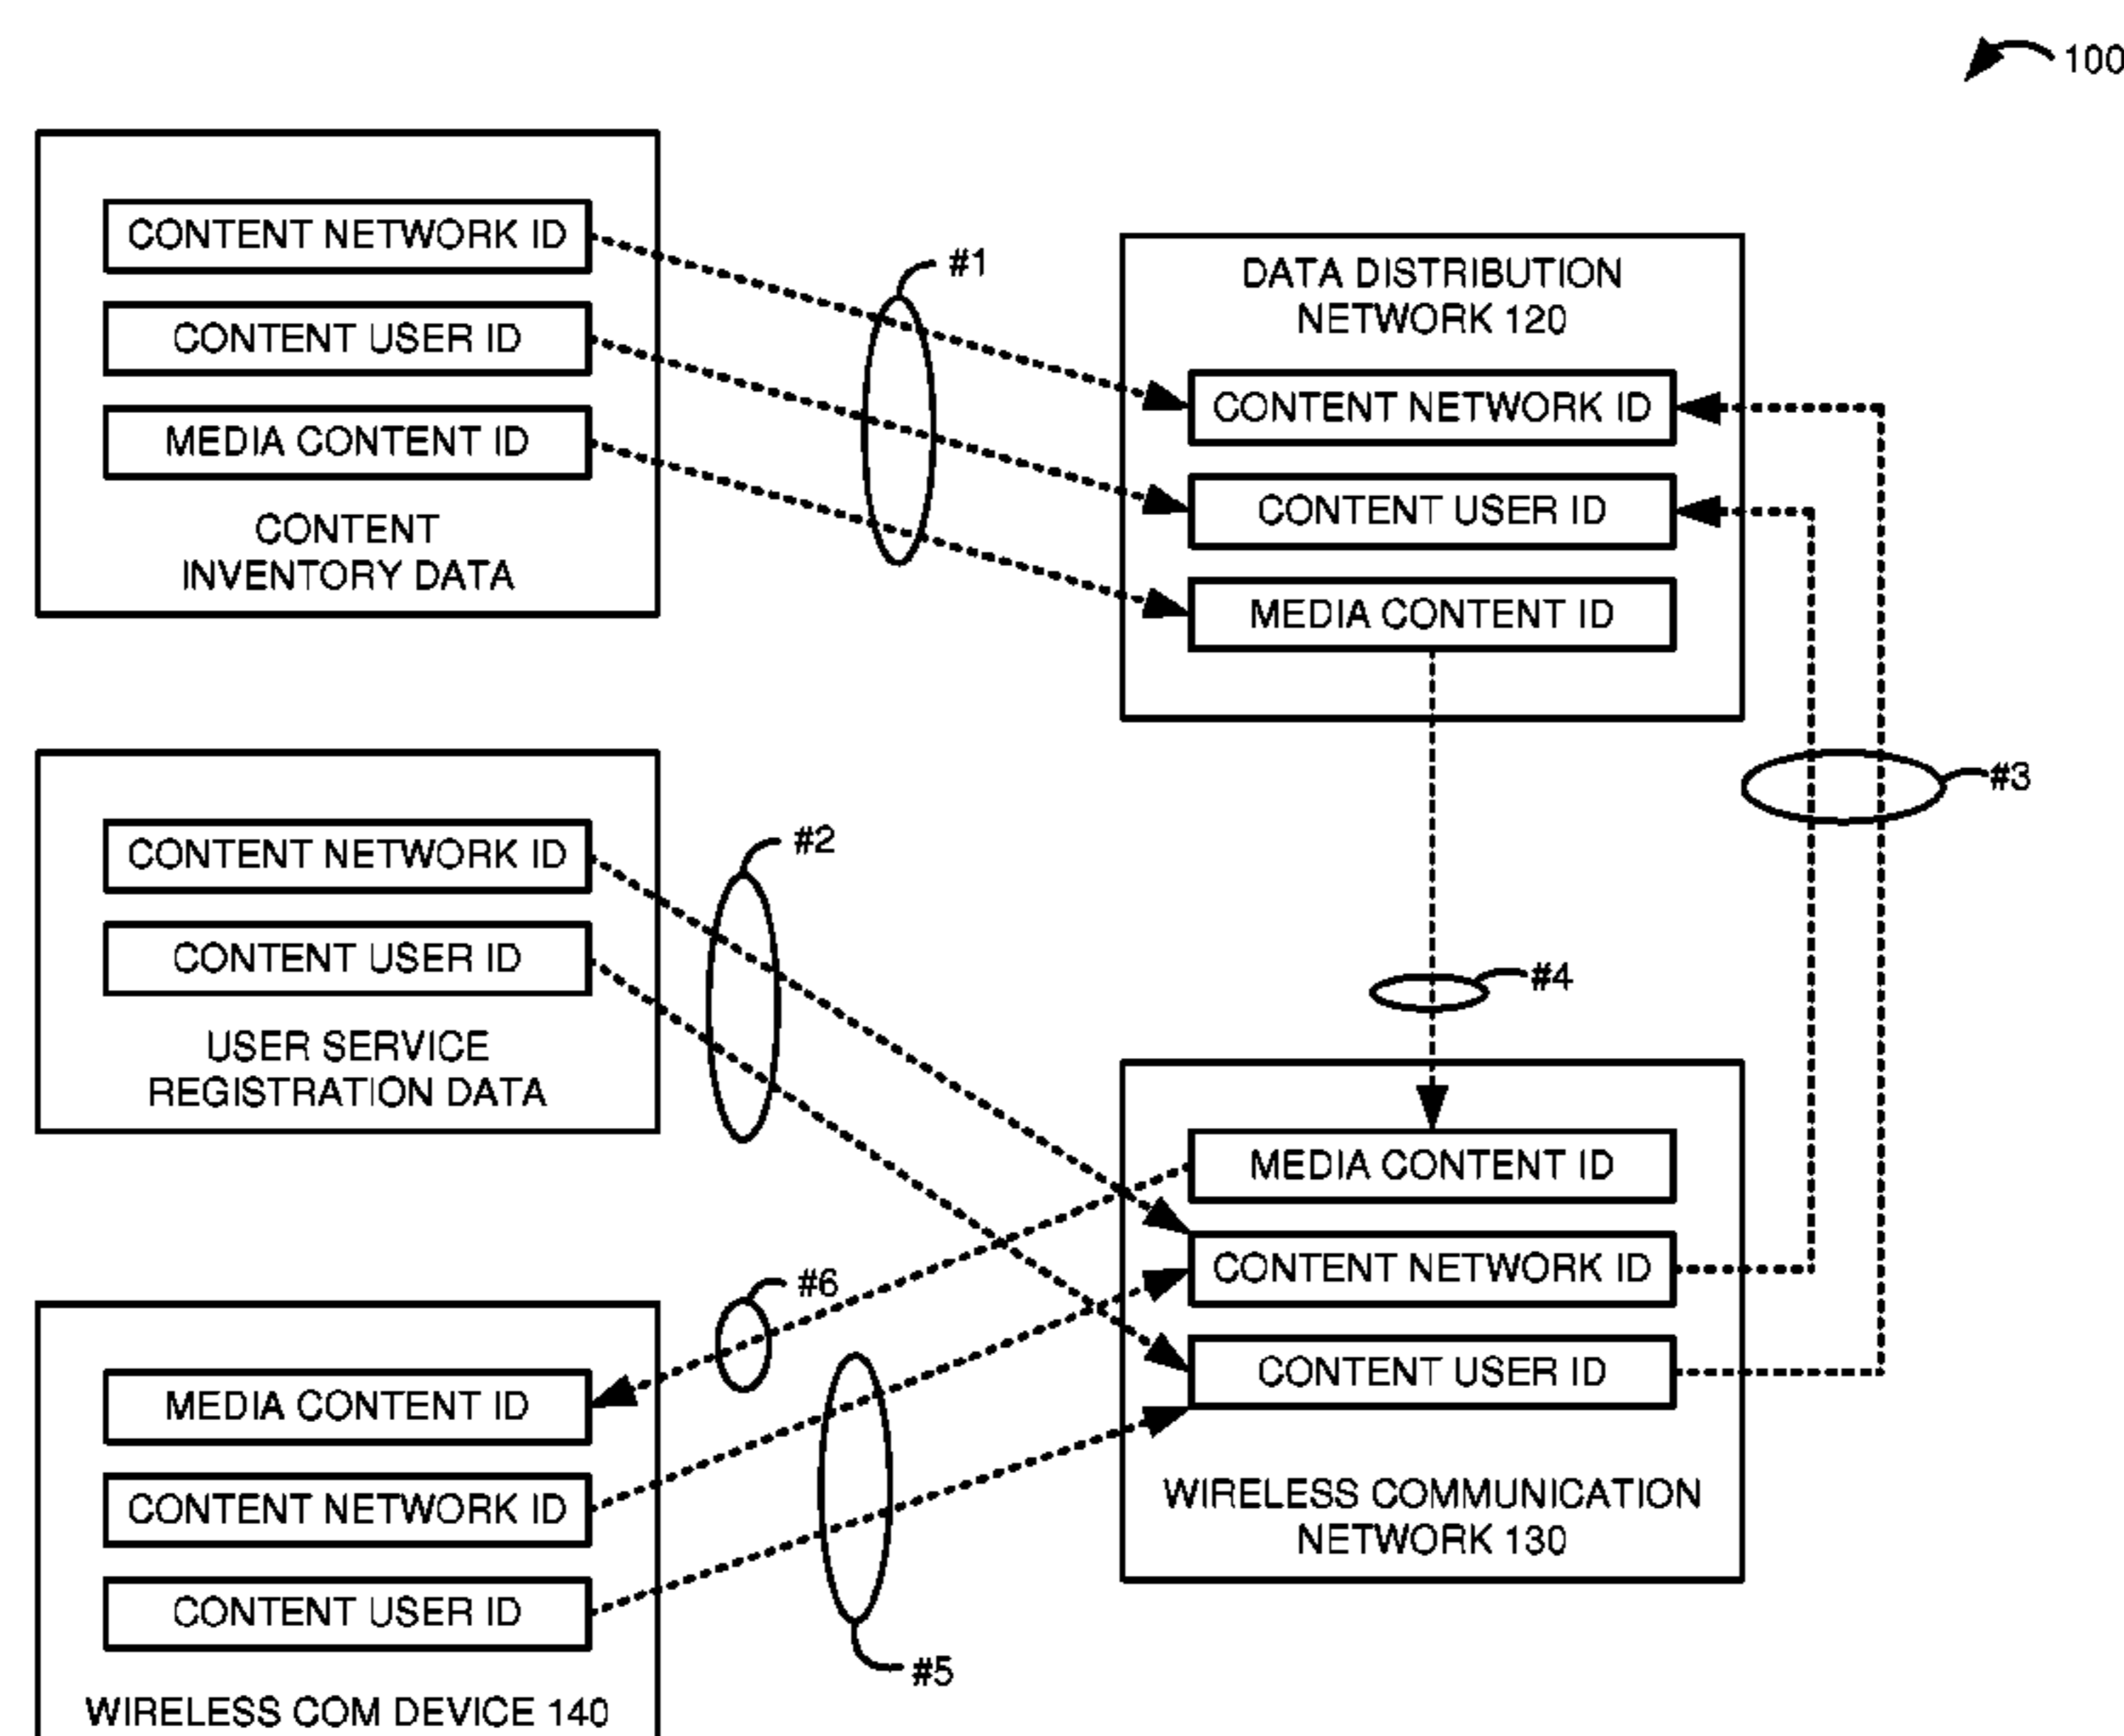 100
CONTENT NETWORK ID
CONTENT USER ID
MEDIA CONTENT ID
CONTENT
INVENTORY DATA
#1
DATA DISTRIBUTION
NETWORK 120
CONTENT NETWORK ID
CONTENT USER ID
MEDIA CONTENT ID
#3
CONTENT NETWORK ID
CONTENT USER ID
USER SERVICE
REGISTRATION DATA
#2
#4
MEDIA CONTENT ID
CONTENT NETWORK ID
CONTENT USER ID
WIRELESS COMMUNICATION
NETWORK 130
#6
MEDIA CONTENT ID
CONTENT NETWORK ID
CONTENT USER ID
WIRELESS COM DEVICE 140
#5